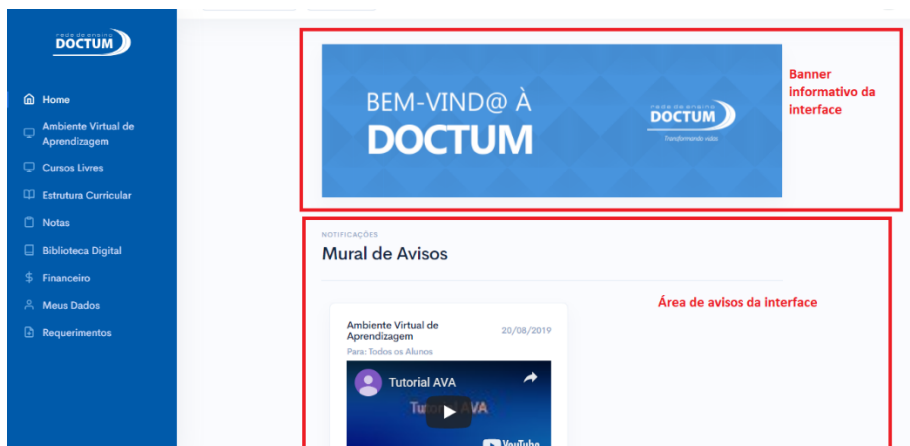 rede de ensino
DOCTUM
Home
Ambiente Virtual de
Aprendizagem
Cursos Livres
Estrutura Curricular
Notas
Biblioteca Digital
Financeiro
Meus Dados
Requerimentos
BEM-VIND@ À
DOCTUM
rede de ensino
DOCTUM
Transformando vidas
Banner
informativo da
interface
NOTIFICAÇÕES
Mural de Avisos
Área de avisos da interface
Ambiente Virtual de
Aprendizagem
20/08/2019
Para: Todos os Alunos
Tutorial AVA
Tutorial AVA
YouTube